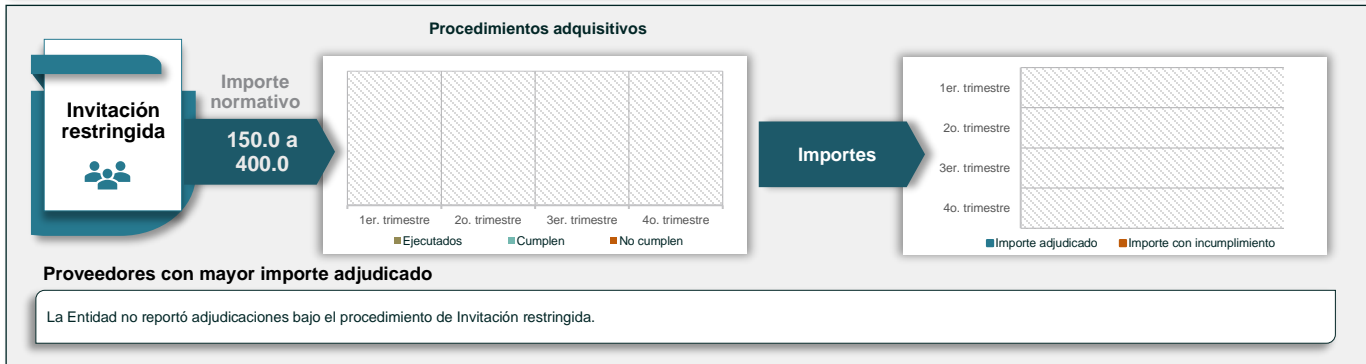 Procedimientos adquisitivos
Invitación
restringida
Importe
normativo
150.0 a
400.0
1er. trimestre
2o. trimestre
3er. trimestre
4o. trimestre
Ejecutados
Cumplen
No cumplen
Importes
1er. trimestre
2o. trimestre
3er. trimestre
4o. trimestre
Importe adjudicado
Importe con incumplimiento
Proveedores con mayor importe adjudicado
La Entidad no reportó adjudicaciones bajo el procedimiento de Invitación restringida.